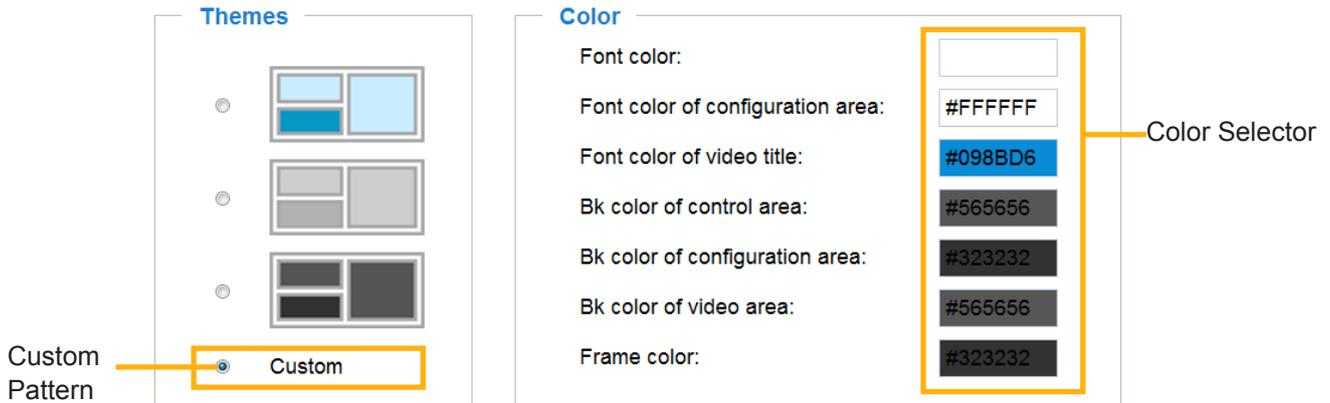 Themes
Custom
Color
Font color:
Font color of configuration area: #FFFFFF
Font color of video title: #098BD6
Bk color of control area: #565656
Bk color of configuration area: #323232
Bk color of video area: #565656
Frame color: #323232
Color Selector
Custom
Pattern